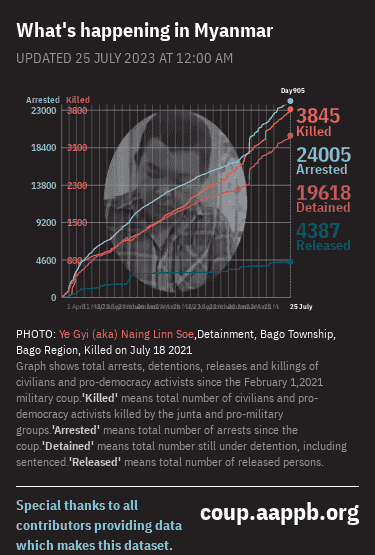 What's happening in Myanmar
UPDATED 25 JULY 2023 AT 12:00 AM
Day905
Arrested Killed
23000 3800
18400 3100
13800 2300
9200 1500
4600 800
0
3845
Killed
24005
Arrested
19618
Detained
4387
Released
25 July
PHOTO: Ye Gyi (aka) Naing Linn Soe,Detainment, Bago Township,
Bago Region, Killed on July 18 2021
Graph shows total arrests, detentions, releases and killings of
civilians and pro-democracy activists since the February 1,2021
military coup.'Killed' means total number of civilians and pro-
democracy activists killed by the junta and pro-military
groups.'Arrested' means total number of arrests since the
coup.'Detained' means total number still under detention, including
sentenced.'Released' means total number of released persons.
Special thanks to all
contributors providing data
which makes this dataset.
coup.aappb.org